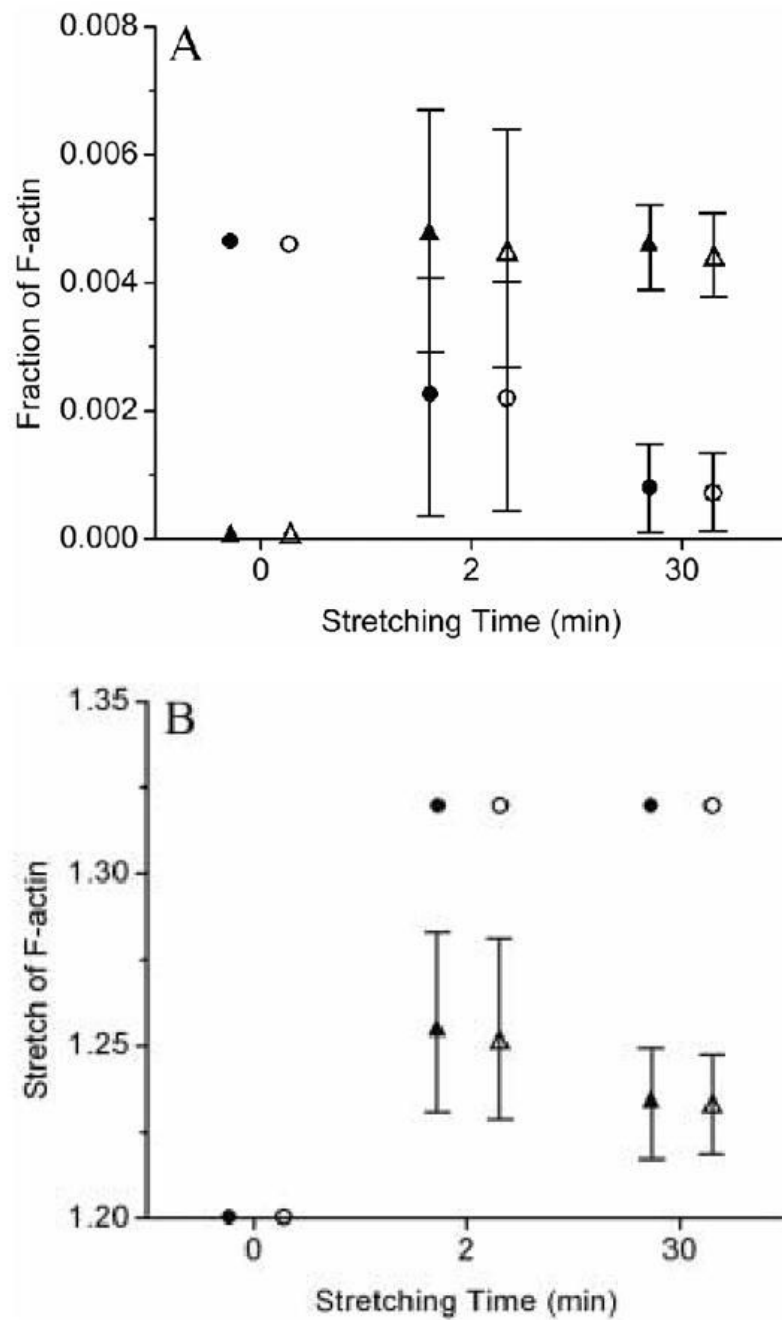 A
0.008
0.006
0.004
0.002
0.000
Fraction of F-actin
0 2 30
Stretching Time (min)
B
1.35
1.30
1.25
1.20
Stretch of F-actin
0 2 30
Stretching Time (min)